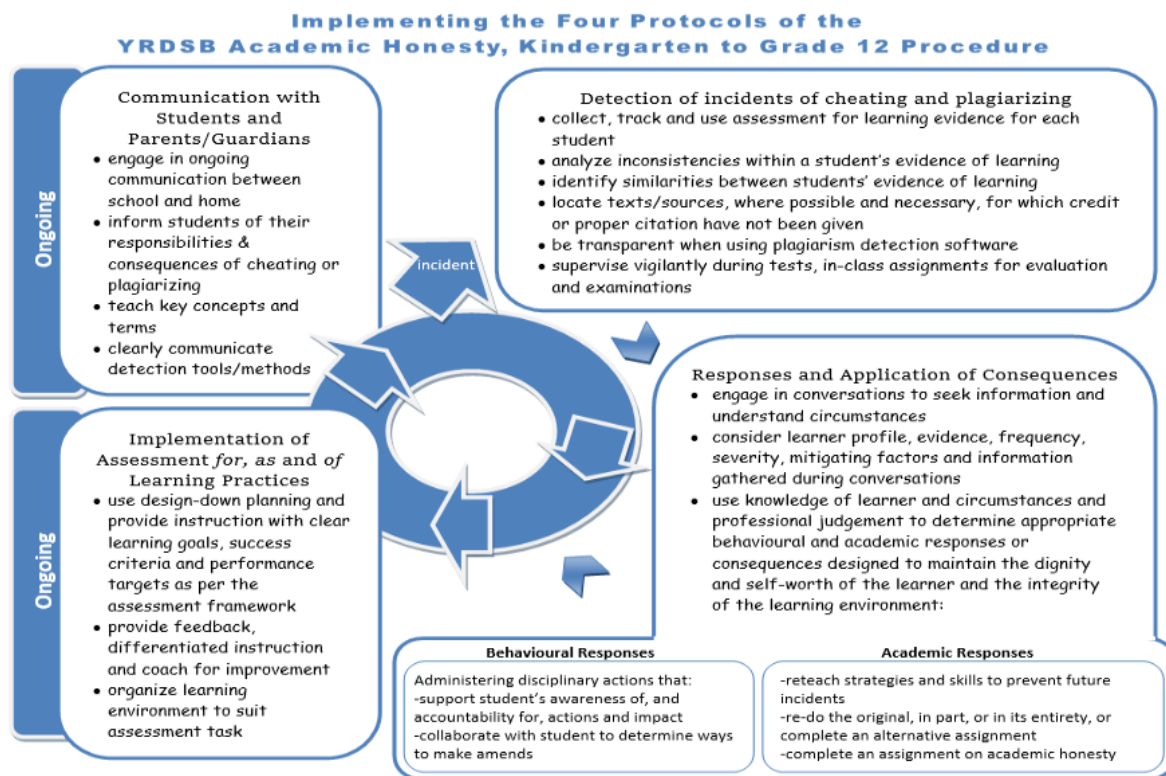 Implementing the Four Protocols of the
YRDSB Academic Honesty, Kindergarten to Grade 12 Procedure
Ongoing
Communication with
Students and
Parents/Guardians
• engage in ongoing
communication between
school and home
• inform students of their
responsibilities &
consequences of cheating or
plagiarizing
• teach key concepts and
terms
• clearly communicate
detection tools/methods
incident
Detection of incidents of cheating and plagiarizing
• collect, track and use assessment for learning evidence for each
student
• analyze inconsistencies within a student's evidence of learning
• identify similarities between students' evidence of learning
• locate texts/sources, where possible and necessary, for which credit
or proper citation have not been given
• be transparent when using plagiarism detection software
• supervise vigilantly during tests, in-class assignments for evaluation
and examinations
Responses and Application of Consequences
• engage in conversations to seek information and
understand circumstances
• consider learner profile, evidence, frequency,
severity, mitigating factors and information
gathered during conversations
• use knowledge of learner and circumstances and
professional judgement to determine appropriate
behavioural and academic responses or
consequences designed to maintain the dignity
and self-worth of the learner and the integrity
of the learning environment:
Behavioural Responses
Administering disciplinary actions that:
-support student's awareness of, and
accountability for, actions and impact
-collaborate with student to determine ways
to make amends
Academic Responses
-reteach strategies and skills to prevent future
incidents
-re-do the original, in part, or in its entirety, or
complete an alternative assignment
-complete an assignment on academic honesty
Ongoing
Implementation of
Assessment for, as and of
Learning Practices
• use design-down planning and
provide instruction with clear
learning goals, success
criteria and performance
targets as per the
assessment framework
• provide feedback,
differentiated instruction
and coach for improvement
• organize learning
environment to suit
assessment task